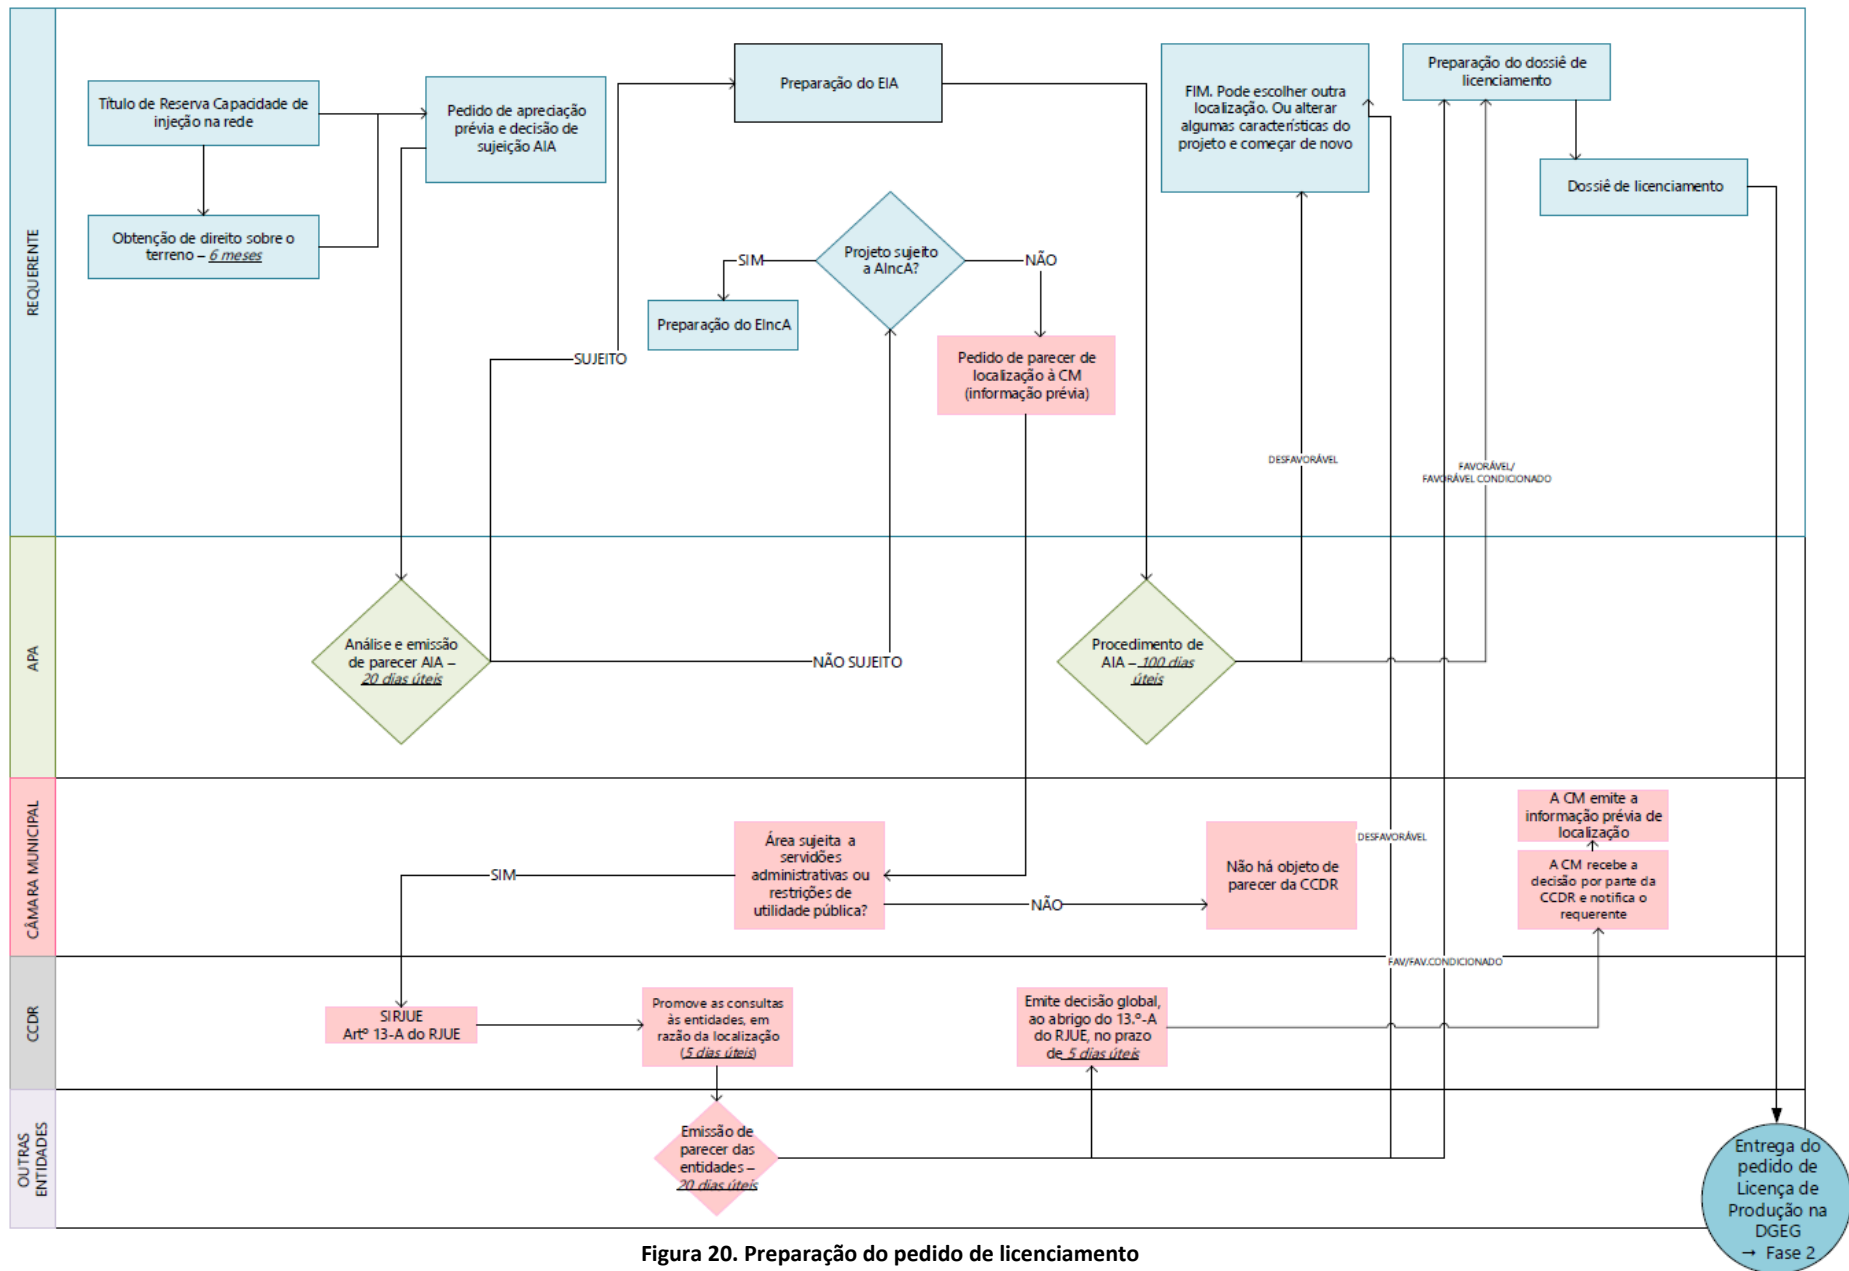 REQUERENTE
Título de Reserva Capacidade de
injeção na rede
Obtenção de direito sobre o
terreno – 6 meses
Pedido de apreciação
prévia e decisão de
sujeição AIA
Preparação do EIA
Projeto sujeito
a AIncA?
SIM
NÃO
Preparação do EIncA
SUJEITO
Pedido de parecer de
localização à CM
(informação prévia)
FIM. Pode escolher outra
localização. Ou alterar
algumas características do
projeto e começar de novo
Preparação do dossiê de
licenciamento
Dossiê de licenciamento
DESFAVORÁVEL
FAVORÁVEL/
FAVORÁVEL CONDICIONADO
APA
Análise e emissão
de parecer AIA –
20 dias úteis
NÃO SUJEITO
Procedimento de
AIA – 100 dias
úteis
CÂMARA MUNICIPAL
SIM
Área sujeita a
servidões
administrativas ou
restrições de
utilidade pública?
NÃO
Não há objeto de
parecer da CCDR
DESFAVORÁVEL
A CM emite a
informação prévia de
localização
A CM recebe a
decisão por parte da
CCDR e notifica o
requerente
CCDR
FAV/FAV.CONDICIONADO
SIRJUE
Artº 13-A do RJUE
Promove as consultas
às entidades, em
razão da localização
(5 dias úteis)
Emite decisão global,
ao abrigo do 13.º-A
do RJUE, no prazo
de 5 dias úteis
OUTRAS
ENTIDADES
Emissão de
parecer das
entidades –
20 dias úteis
Entrega do
pedido de
Licença de
Produção na
DGEG
→ Fase 2
Figura 20. Preparação do pedido de licenciamento